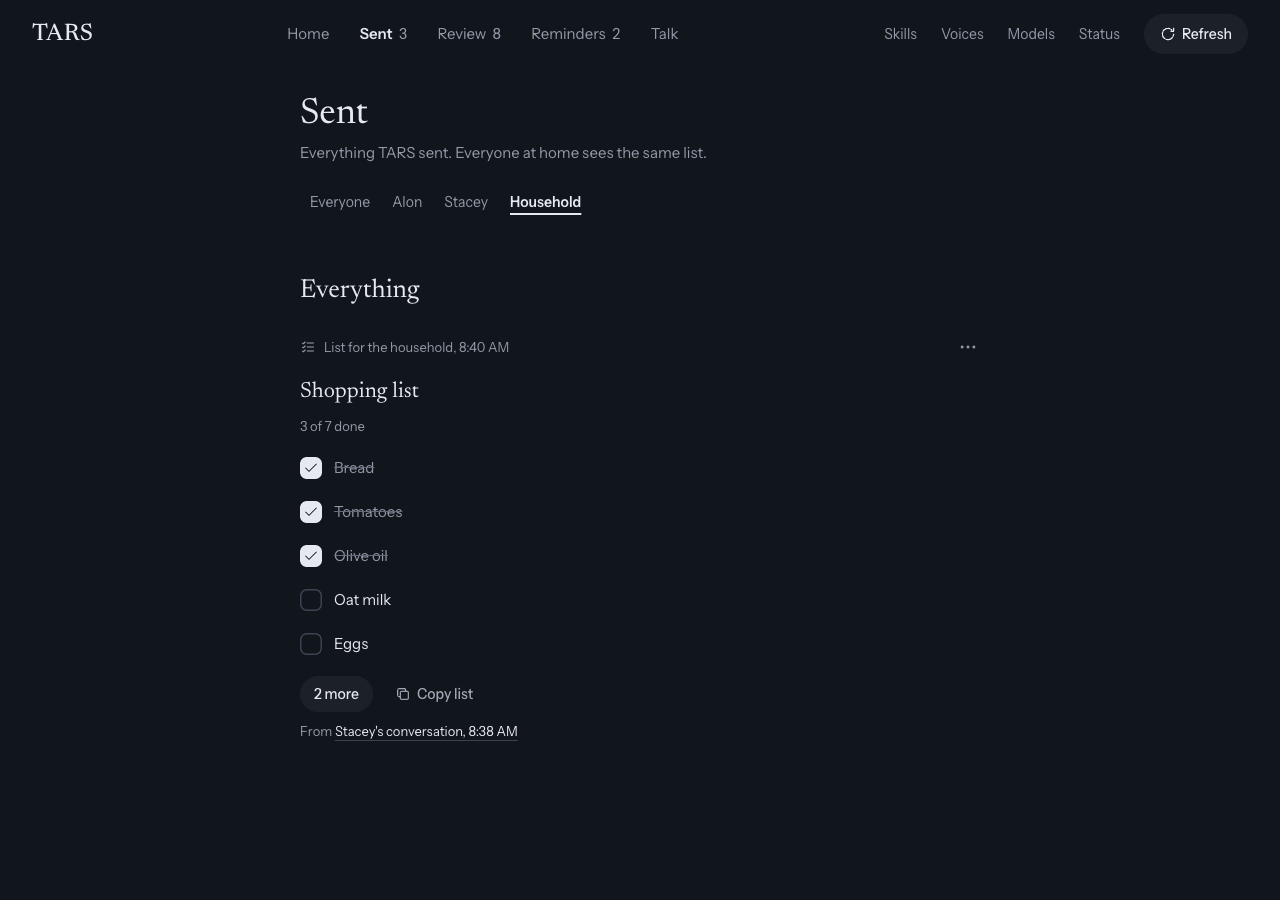 TARS
Home Sent 3 Review 8 Reminders 2 Talk Skills Voices Models Status Refresh
Sent
Everything TARS sent. Everyone at home sees the same list.
Everyone Alon Stacey Household
Everything
List for the household, 8:40 AM
Shopping list
3 of 7 done
Bread
Tomatoes
Olive oil
Oat milk
Eggs
2 more Copy list
From Stacey's conversation, 8:38 AM